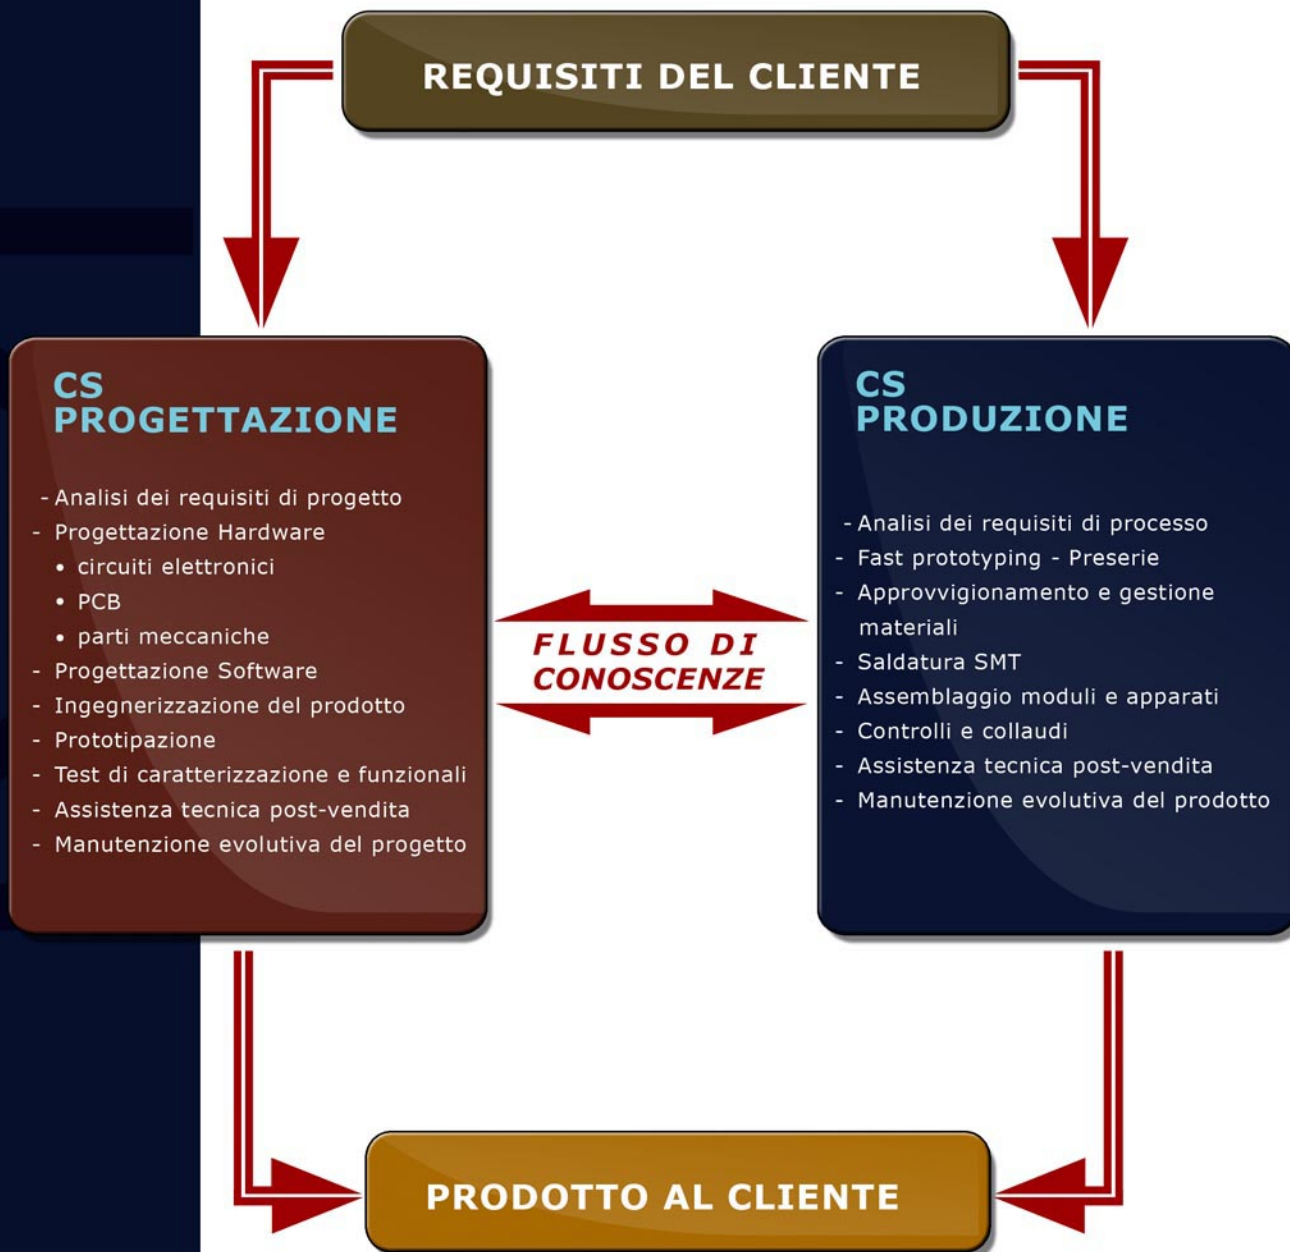 REQUISITI DEL CLIENTE
CS
PROGETTAZIONE
- Analisi dei requisiti di progetto
- Progettazione Hardware
• circuiti elettronici
• PCB
• parti meccaniche
- Progettazione Software
- Ingegnerizzazione del prodotto
- Prototipazione
- Test di caratterizzazione e funzionali
- Assistenza tecnica post-vendita
- Manutenzione evolutiva del progetto
FLUSSO DI
CONOSCENZE
CS
PRODUZIONE
- Analisi dei requisiti di processo
- Fast prototyping - Preserie
- Approvvigionamento e gestione
materiali
- Saldatura SMT
- Assemblaggio moduli e apparati
- Controlli e collaudi
- Assistenza tecnica post-vendita
- Manutenzione evolutiva del prodotto
PRODOTTO AL CLIENTE